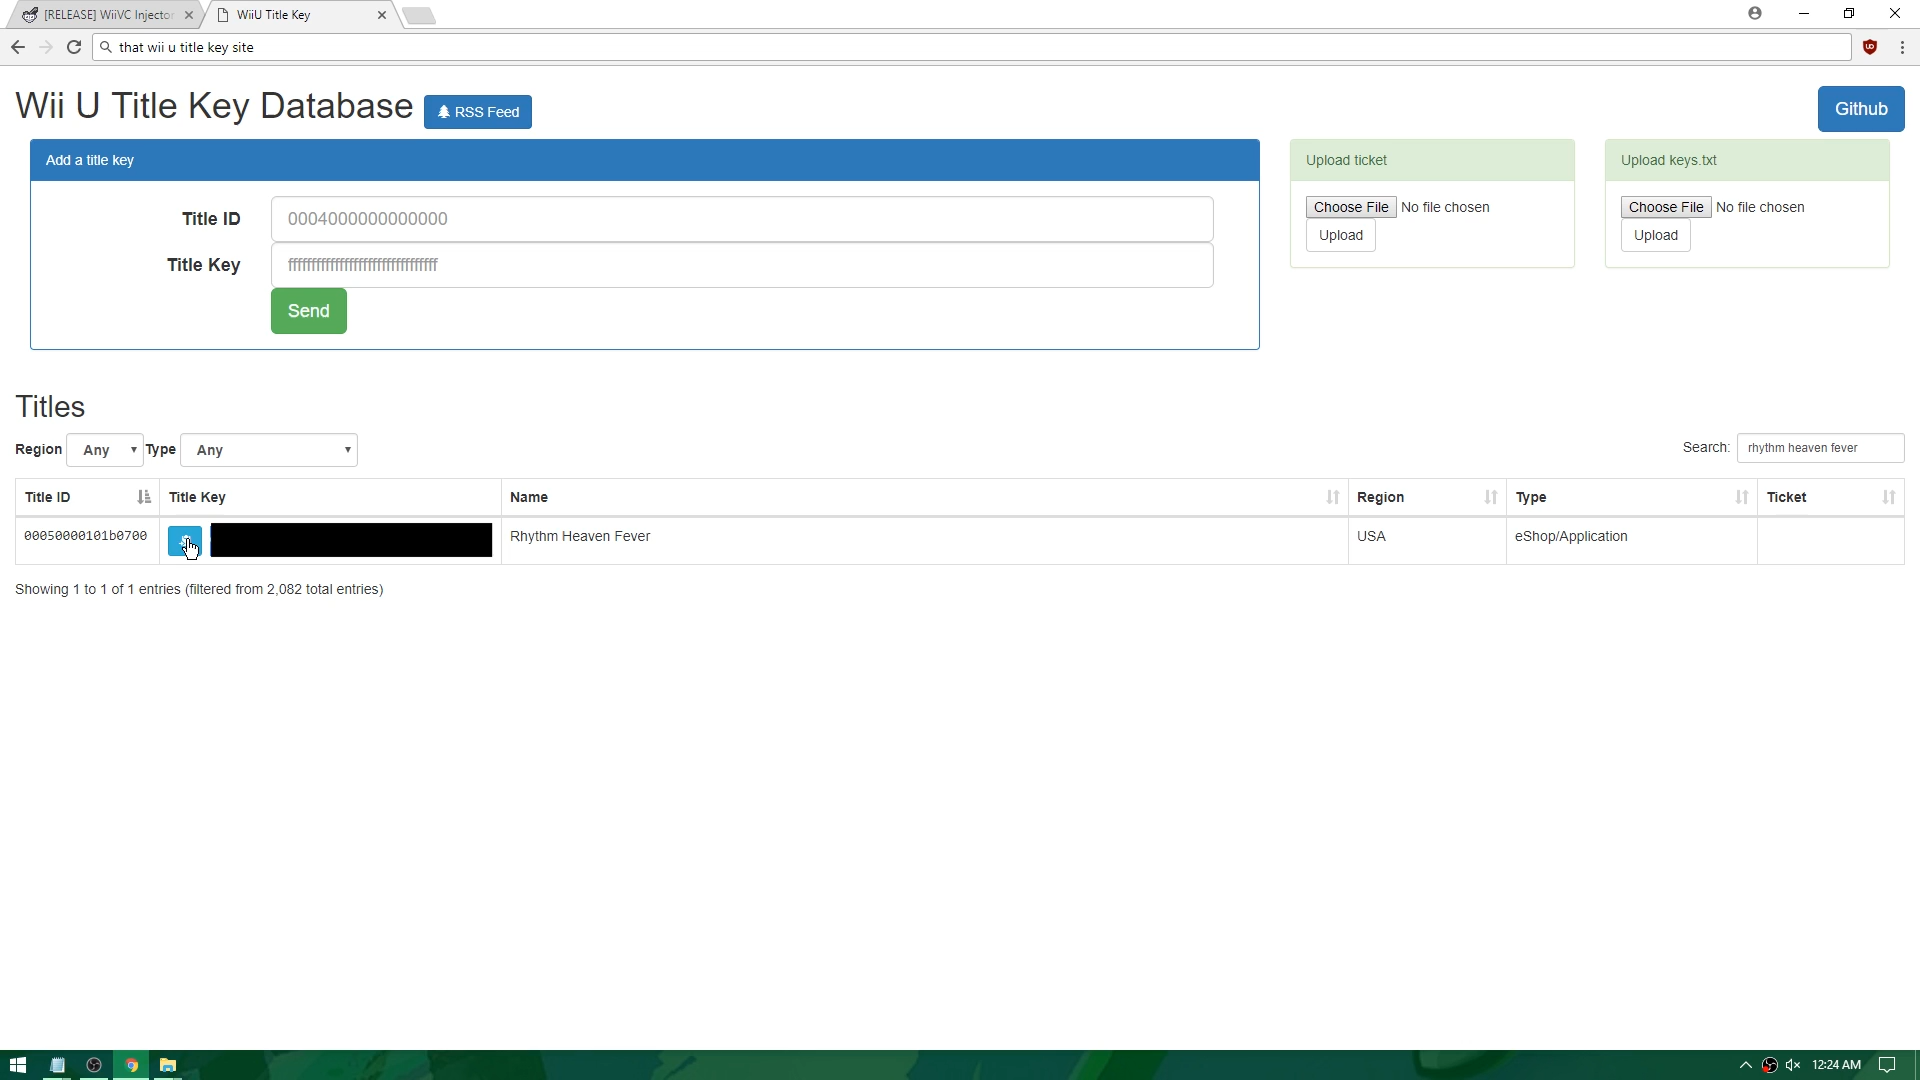 [RELEASE] WiiVC Injector
WiiU Title Key
that wii u title key site
Wii U Title Key Database
RSS Feed
Github
Add a title key
Title ID
0004000000000000
Title Key
ffffffffffffffffffffffffffffffff
Send
Upload ticket
Choose File No file chosen
Upload
Upload keys.txt
Choose File No file chosen
Upload
Titles
Region Any Type Any
Search: rhythm heaven fever
Title ID Title Key Name Region Type Ticket
00050000101b0700 Rhythm Heaven Fever USA eShop/Application
Showing 1 to 1 of 1 entries (filtered from 2,082 total entries)
12:24 AM